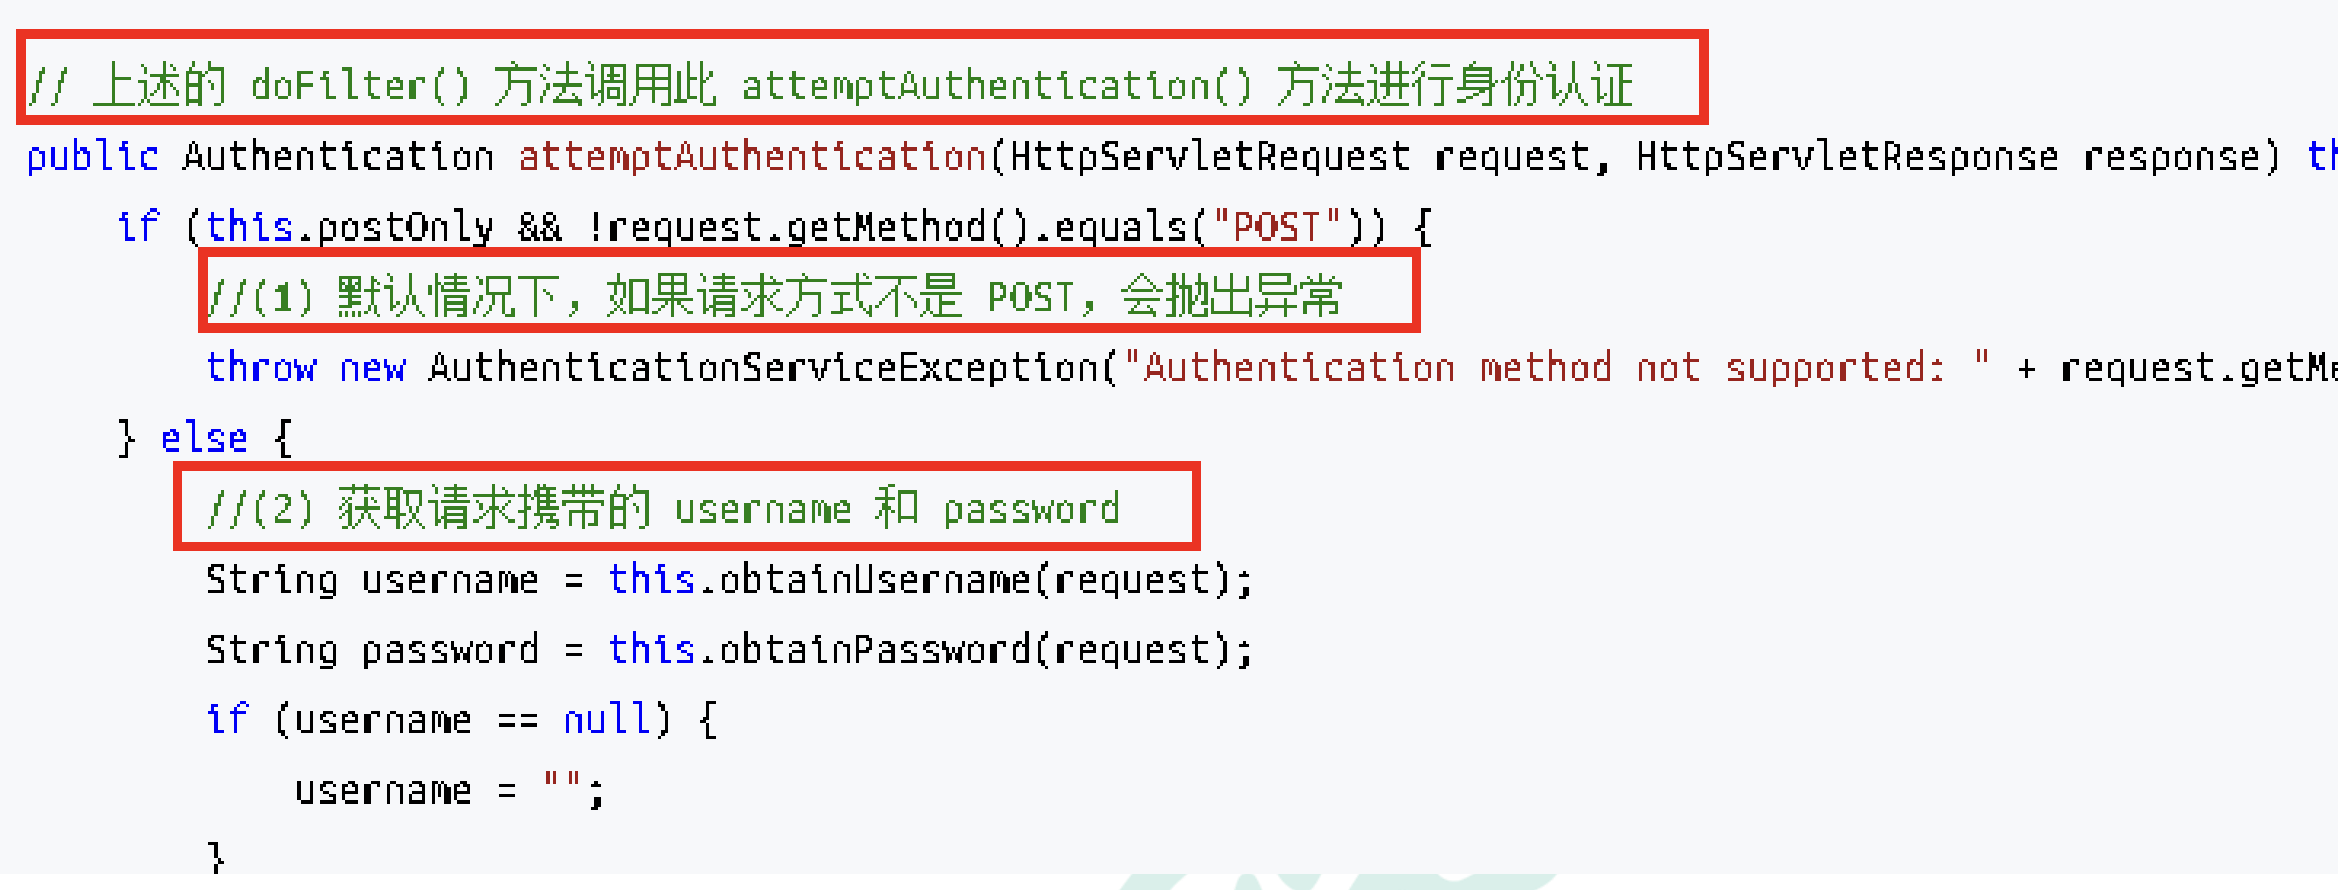 // 上述的 doFilter() 方法调用此 attemptAuthentication() 方法进行身份认证
public Authentication attemptAuthentication(HttpServletRequest request, HttpServletResponse response) th
if (this.postOnly && !request.getMethod().equals("POST")) {
//(1) 默认情况下，如果请求方式不是 POST，会抛出异常
throw new AuthenticationServiceException("Authentication method not supported: " + request.getMe
} else {
//(2) 获取请求携带的 username 和 password
String username = this.obtainUsername(request);
String password = this.obtainPassword(request);
if (username == null) {
username = "";
}